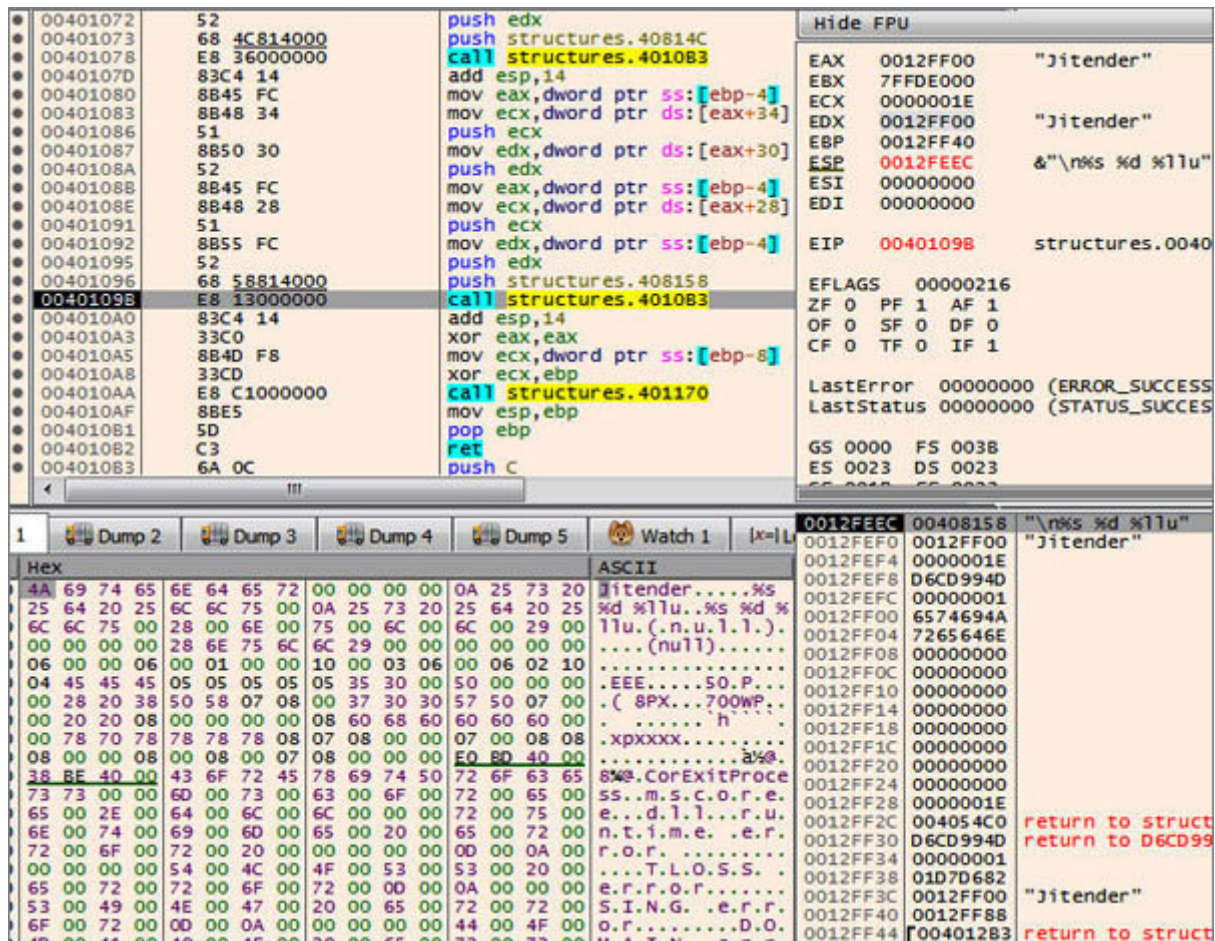 00401072 52 push edx
00401073 68 4C814000 push structures.40814C
00401078 E8 36000000 call structures.4010B3
0040107D 83C4 14 add esp,14
00401080 8B45 FC mov eax,dword ptr ss:[ebp-4]
00401083 8B48 34 mov ecx,dword ptr ds:[eax+34]
00401086 51 push ecx
00401087 8B50 30 mov edx,dword ptr ds:[eax+30]
0040108A 52 push edx
0040108B 8B45 FC mov eax,dword ptr ss:[ebp-4]
0040108E 8B48 28 mov ecx,dword ptr ds:[eax+28]
00401091 51 push ecx
00401092 8B55 FC mov edx,dword ptr ss:[ebp-4]
00401095 52 push edx
00401096 68 58814000 push structures.408158
0040109B E8 13000000 call structures.4010B3
004010A0 83C4 14 add esp,14
004010A3 33C0 xor eax,eax
004010A5 8B4D F8 mov ecx,dword ptr ss:[ebp-8]
004010A8 33CD xor ecx,ebp
004010AA E8 C1000000 call structures.401170
004010AF 8BE5 mov esp,ebp
004010B1 5D pop ebp
004010B2 C3 ret
004010B3 6A 0C push C
Hide FPU
EAX 0012FF00 "Jitender"
EBX 7FFDE000
ECX 0000001E
EDX 0012FF00 "Jitender"
EBP 0012FF40
ESP 0012FEEC &"\n%s %d %llu"
ESI 00000000
EDI 00000000
EIP 0040109B structures.0040
EFLAGS 00000216
ZF 0 PF 1 AF 1
OF 0 SF 0 DF 0
CF 0 TF 0 IF 1
LastError 00000000 (ERROR_SUCCESS
LastStatus 00000000 (STATUS_SUCCES
GS 0000 FS 003B
ES 0023 DS 0023
1 Dump 2 Dump 3 Dump 4 Dump 5 Watch 1 [x=] L
Hex ASCII
4A 69 74 65 6E 64 65 72 00 00 00 00 0A 25 73 20 Jitender.....%s
25 64 20 25 6C 6C 75 00 0A 25 73 20 25 64 20 25 %d %llu..%s %d %
6C 6C 75 00 28 00 6E 00 75 00 6C 00 6C 00 29 00 llu.(.n.u.l.l.).
00 00 00 00 28 6E 75 6C 6C 29 00 00 00 00 00 00 ....(null)......
06 00 00 06 00 01 00 00 10 00 03 06 00 06 02 10 ................
04 45 45 45 05 05 05 05 05 35 30 00 50 00 00 00 .EEE.....50.P...
00 28 20 38 50 58 07 08 00 37 30 30 57 50 07 00 .( 8PX...700WP..
00 20 20 08 00 00 00 00 08 60 68 60 60 60 60 00 .  ......`h````.
00 78 70 78 78 78 78 08 07 08 00 00 07 00 08 08 .xpxxxx.........
08 00 00 08 00 08 00 07 08 00 00 00 E0 BD 40 00 ............à½@.
38 BE 40 00 43 6F 72 45 78 69 74 50 72 6F 63 65 8¾@.CorExitProce
73 73 00 00 6D 00 73 00 63 00 6F 00 72 00 65 00 ss..m.s.c.o.r.e.
65 00 2E 00 64 00 6C 00 6C 00 00 00 72 00 75 00 e...d.l.l...r.u.
6E 00 74 00 69 00 6D 00 65 00 20 00 65 00 72 00 n.t.i.m.e. .e.r.
72 00 6F 00 72 00 20 00 00 00 00 00 0D 00 0A 00 r.o.r. .........
00 00 00 00 54 00 4C 00 4F 00 53 00 53 00 20 00 ....T.L.O.S.S. .
65 00 72 00 72 00 6F 00 72 00 0D 00 0A 00 00 00 e.r.r.o.r.......
53 00 49 00 4E 00 47 00 20 00 65 00 72 00 72 00 S.I.N.G. .e.r.r.
6F 00 72 00 0D 00 0A 00 00 00 00 00 44 00 4F 00 o.r.........D.O.
0012FEEC 00408158 "\n%s %d %llu"
0012FEF0 0012FF00 "Jitender"
0012FEF4 0000001E
0012FEF8 D6CD994D
0012FEFC 00000001
0012FF00 6574694A
0012FF04 7265646E
0012FF08 00000000
0012FF0C 00000000
0012FF10 00000000
0012FF14 00000000
0012FF18 00000000
0012FF1C 00000000
0012FF20 00000000
0012FF24 00000000
0012FF28 0000001E
0012FF2C 004054C0 return to struct
0012FF30 D6CD994D return to D6CD99
0012FF34 00000001
0012FF38 01D7D682
0012FF3C 0012FF00 "Jitender"
0012FF40 0012FF88
0012FF44 004012B3 return to struct